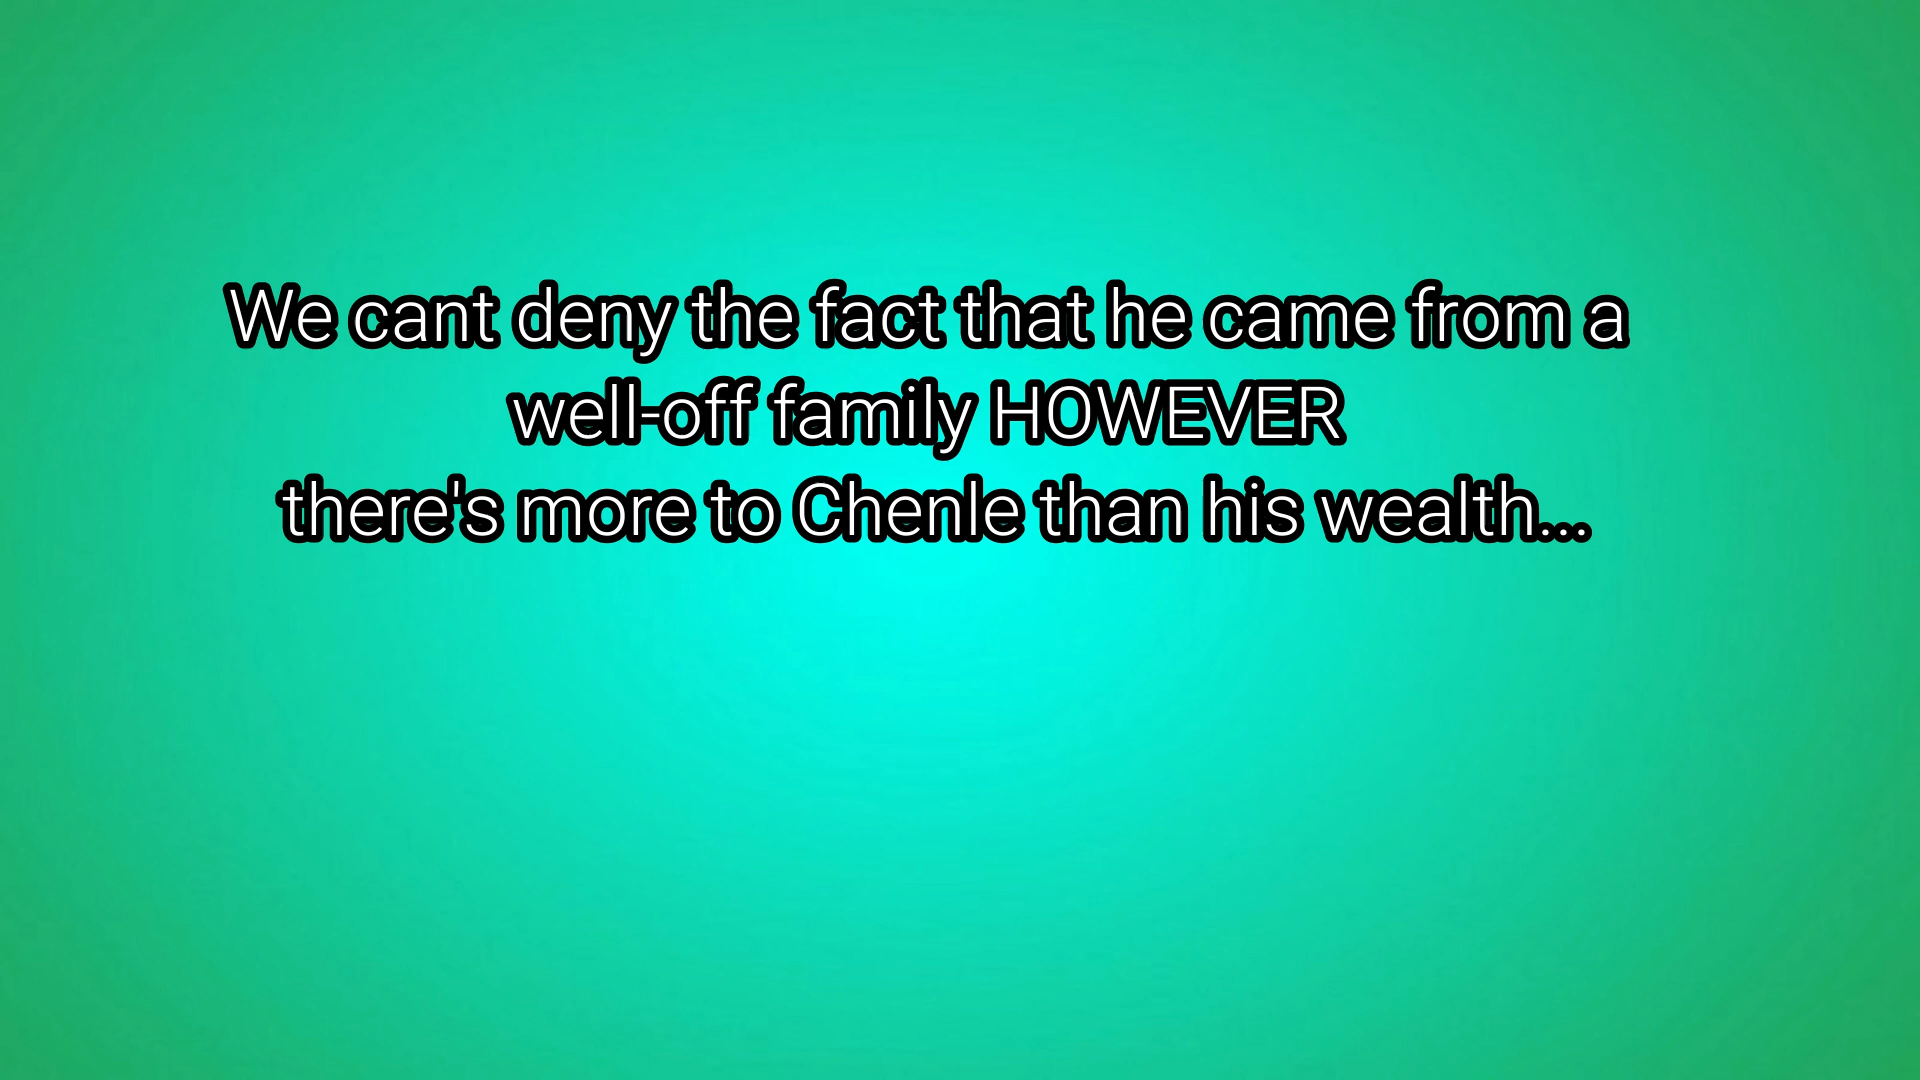 We cant deny the fact that he came from a
well-off family HOWEVER
there's more to Chenle than his wealth...